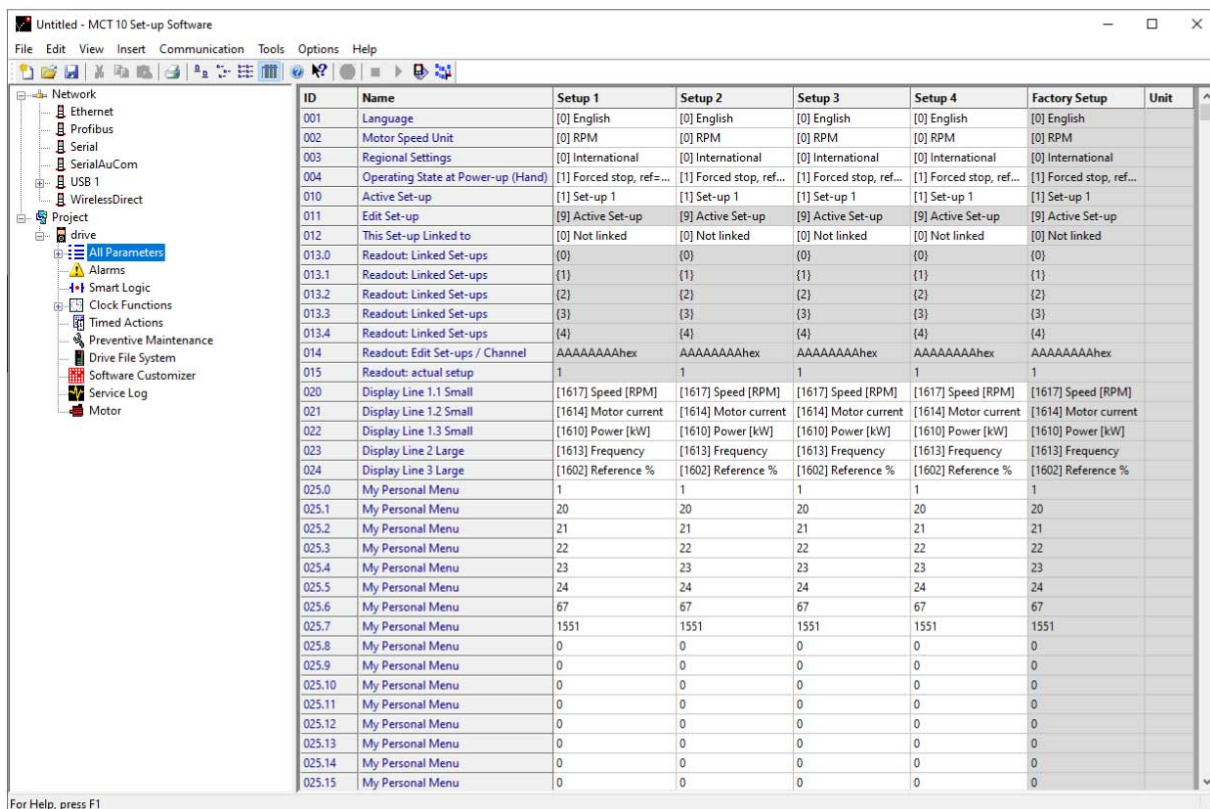 Untitled - MCT 10 Set-up Software
File Edit View Insert Communication Tools Options Help
Network
Ethernet
Profibus
Serial
SerialAuCom
USB 1
WirelessDirect
Project
drive
All Parameters
Alarms
Smart Logic
Clock Functions
Timed Actions
Preventive Maintenance
Drive File System
Software Customizer
Service Log
Motor
ID Name Setup 1 Setup 2 Setup 3 Setup 4 Factory Setup Unit
001 Language [0] English [0] English [0] English [0] English [0] English
002 Motor Speed Unit [0] RPM [0] RPM [0] RPM [0] RPM [0] RPM
003 Regional Settings [0] International [0] International [0] International [0] International [0] International
004 Operating State at Power-up (Hand) [1] Forced stop, ref=... [1] Forced stop, ref... [1] Forced stop, ref... [1] Forced stop, ref... [1] Forced stop, ref...
010 Active Set-up [1] Set-up 1 [1] Set-up 1 [1] Set-up 1 [1] Set-up 1 [1] Set-up 1
011 Edit Set-up [9] Active Set-up [9] Active Set-up [9] Active Set-up [9] Active Set-up [9] Active Set-up
012 This Set-up Linked to [0] Not linked [0] Not linked [0] Not linked [0] Not linked [0] Not linked
013.0 Readout: Linked Set-ups {0} {0} {0} {0} {0}
013.1 Readout: Linked Set-ups {1} {1} {1} {1} {1}
013.2 Readout: Linked Set-ups {2} {2} {2} {2} {2}
013.3 Readout: Linked Set-ups {3} {3} {3} {3} {3}
013.4 Readout: Linked Set-ups {4} {4} {4} {4} {4}
014 Readout: Edit Set-ups / Channel AAAAAAAAhex AAAAAAAAhex AAAAAAAAhex AAAAAAAAhex AAAAAAAAhex
015 Readout: actual setup 1 1 1 1 1
020 Display Line 1.1 Small [1617] Speed [RPM] [1617] Speed [RPM] [1617] Speed [RPM] [1617] Speed [RPM] [1617] Speed [RPM]
021 Display Line 1.2 Small [1614] Motor current [1614] Motor current [1614] Motor current [1614] Motor current [1614] Motor current
022 Display Line 1.3 Small [1610] Power [kW] [1610] Power [kW] [1610] Power [kW] [1610] Power [kW] [1610] Power [kW]
023 Display Line 2 Large [1613] Frequency [1613] Frequency [1613] Frequency [1613] Frequency [1613] Frequency
024 Display Line 3 Large [1602] Reference % [1602] Reference % [1602] Reference % [1602] Reference % [1602] Reference %
025.0 My Personal Menu 1 1 1 1 1
025.1 My Personal Menu 20 20 20 20 20
025.2 My Personal Menu 21 21 21 21 21
025.3 My Personal Menu 22 22 22 22 22
025.4 My Personal Menu 23 23 23 23 23
025.5 My Personal Menu 24 24 24 24 24
025.6 My Personal Menu 67 67 67 67 67
025.7 My Personal Menu 1551 1551 1551 1551 1551
025.8 My Personal Menu 0 0 0 0 0
025.9 My Personal Menu 0 0 0 0 0
025.10 My Personal Menu 0 0 0 0 0
025.11 My Personal Menu 0 0 0 0 0
025.12 My Personal Menu 0 0 0 0 0
025.13 My Personal Menu 0 0 0 0 0
025.14 My Personal Menu 0 0 0 0 0
025.15 My Personal Menu 0 0 0 0 0
For Help, press F1